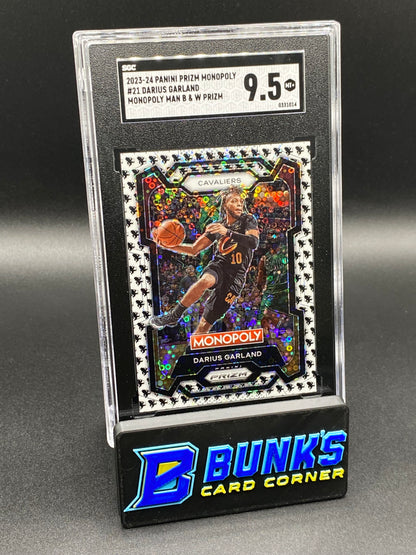 SGC
2023-24 PANINI PRIZM MONOPOLY
#21 DARIUS GARLAND
MONOPOLY MAN B & W PRIZM
9.5 MT+
0331014
CAVALIERS
10
MONOPOLY
DARIUS GARLAND
PANINI
PRIZM
B BUNK'S
CARD CORNER